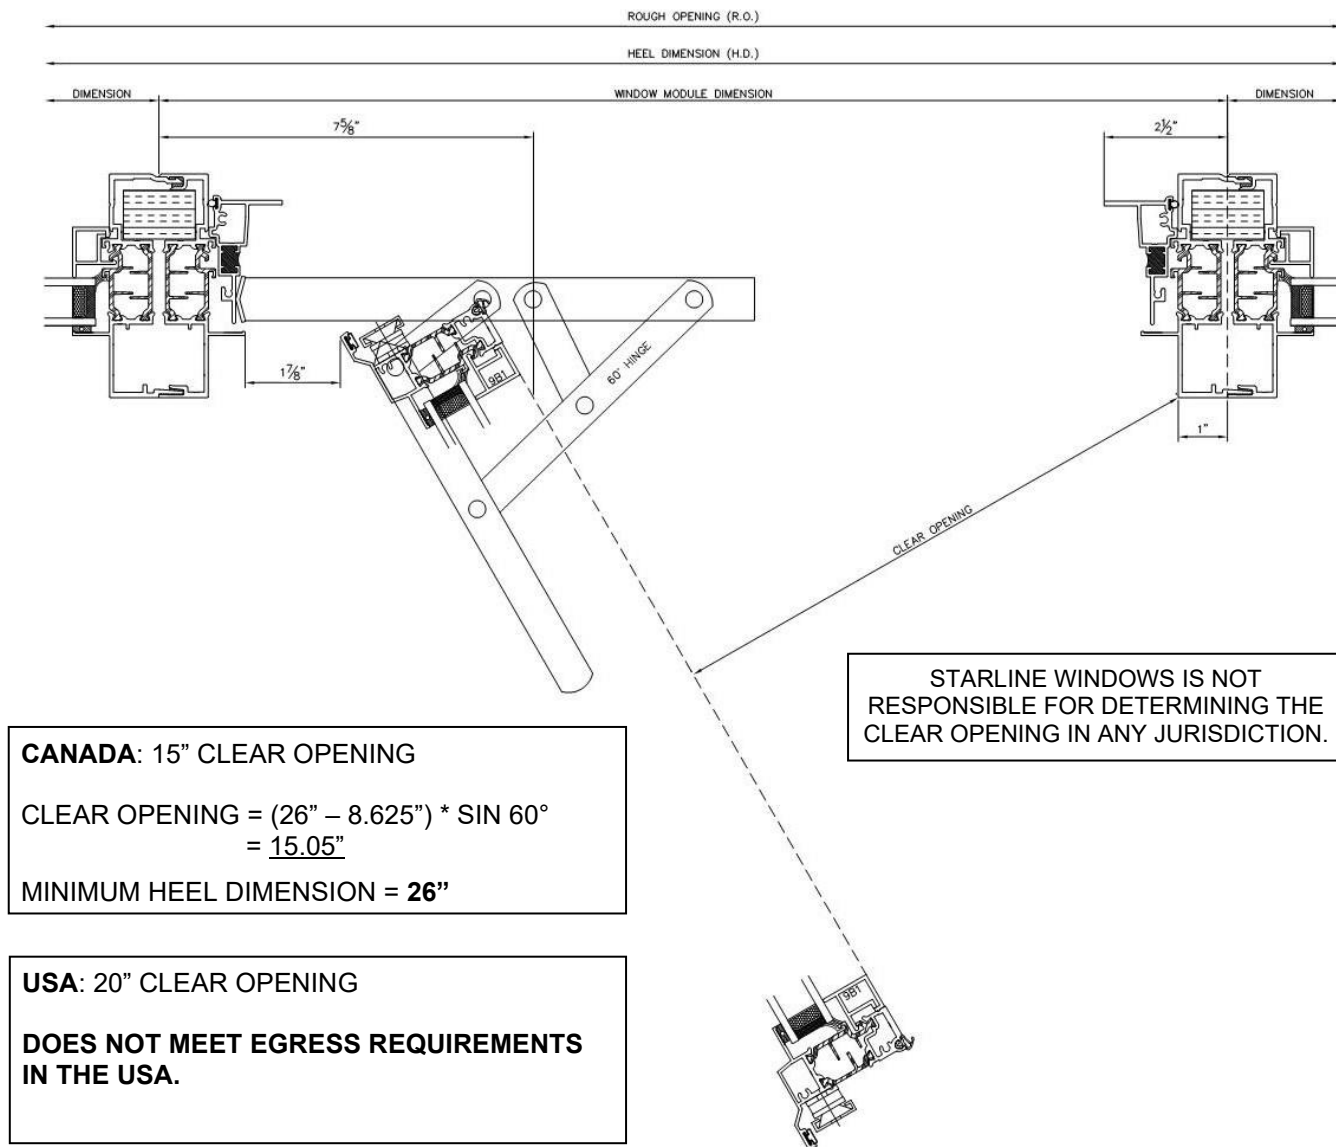 ROUGH OPENING (R.O.)
HEEL DIMENSION (H.D.)
DIMENSION
WINDOW MODULE DIMENSION
DIMENSION
7⅝"
2½"
1⅞"
9B1
60° HINGE
1"
CLEAR OPENING
STARLINE WINDOWS IS NOT
RESPONSIBLE FOR DETERMINING THE
CLEAR OPENING IN ANY JURISDICTION.
CANADA: 15” CLEAR OPENING
CLEAR OPENING = (26” – 8.625”) * SIN 60°
= 15.05”
MINIMUM HEEL DIMENSION = 26”
USA: 20” CLEAR OPENING
DOES NOT MEET EGRESS REQUIREMENTS
IN THE USA.
9B1